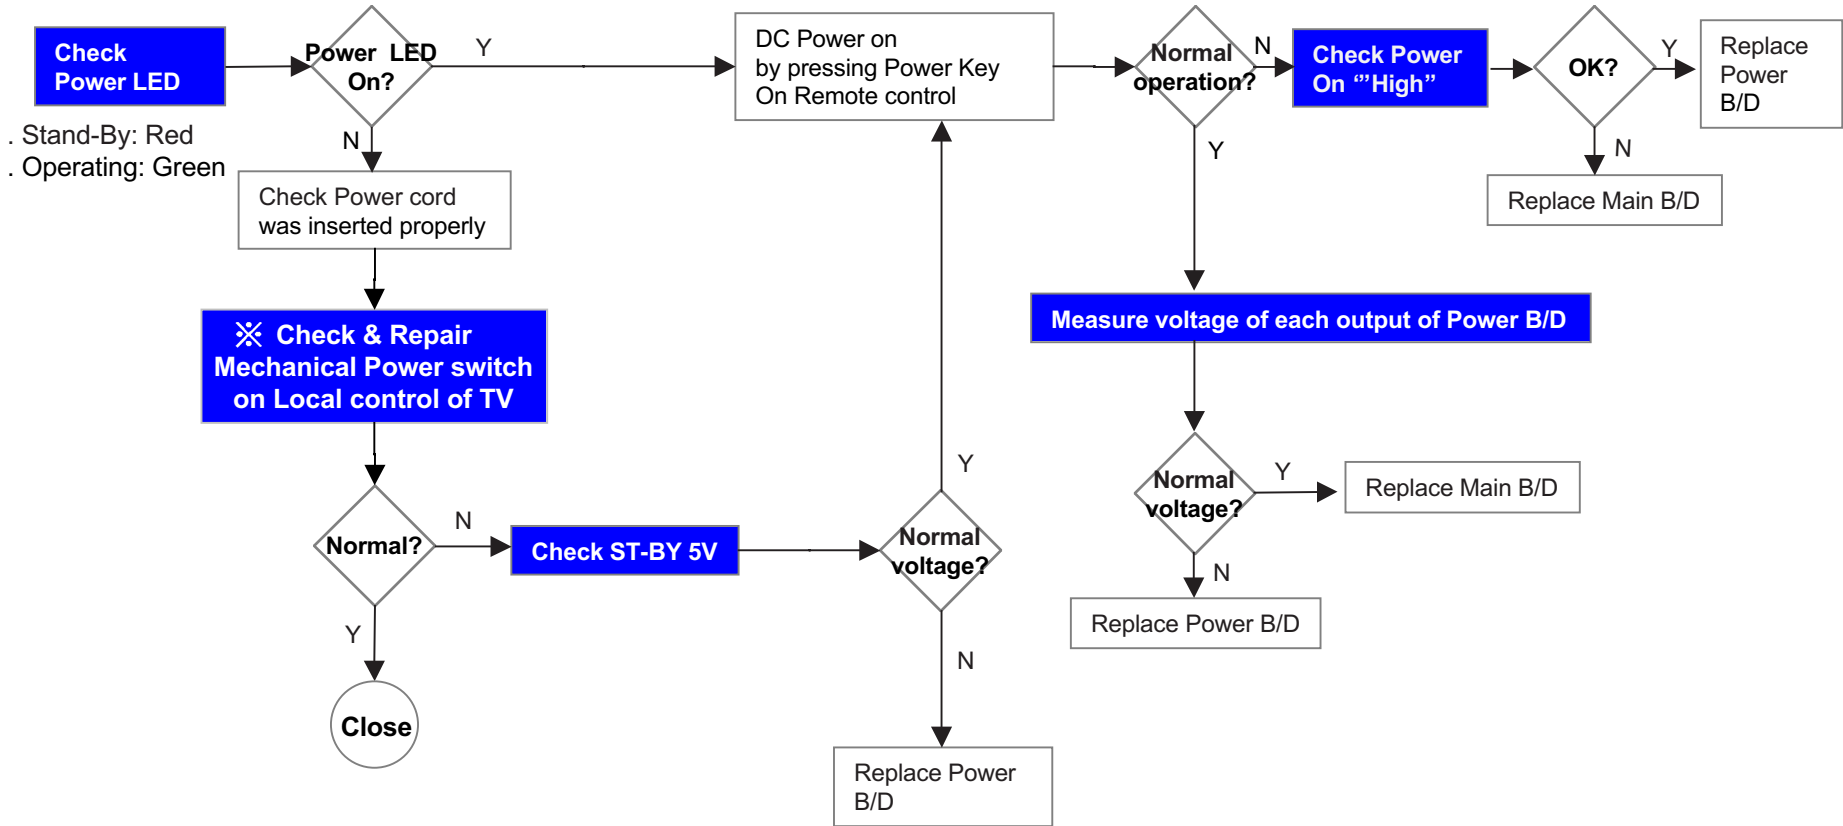 Check
Power LED
. Stand-By: Red
. Operating: Green
Power LED
On?
Y
N
DC Power on
by pressing Power Key
On Remote control
Normal
operation?
N
Y
Check Power
On ‘”High”
OK?
Y
N
Replace
Power
B/D
Replace Main B/D
Check Power cord
was inserted properly
※ Check & Repair
Mechanical Power switch
on Local control of TV
Normal?
N
Y
Close
Check ST-BY 5V
Normal
voltage?
Y
N
Replace Power
B/D
Measure voltage of each output of Power B/D
Normal
voltage?
Y
N
Replace Main B/D
Replace Power B/D